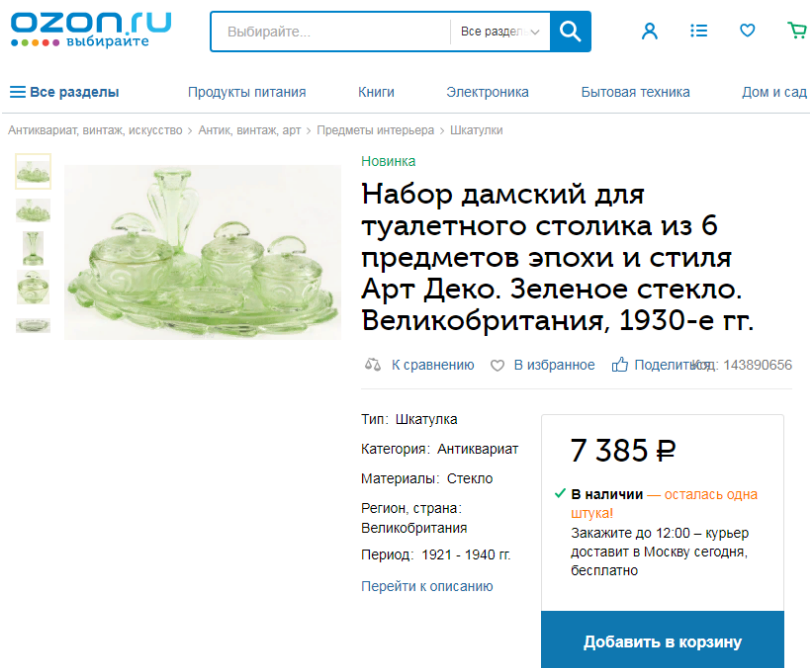 OZON.RU
выбирайте
Выбирайте...
Все раздел
Все разделы
Продукты питания
Книги
Электроника
Бытовая техника
Дом и сад
Антиквариат, винтаж, искусство > Антик, винтаж, арт > Предметы интерьера > Шкатулки
Новинка
Набор дамский для
туалетного столика из 6
предметов эпохи и стиля
Арт Деко. Зеленое стекло.
Великобритания, 1930-е гг.
К сравнению
В избранное
Поделиться
Код: 143890656
Тип: Шкатулка
Категория: Антиквариат
Материалы: Стекло
Регион, страна:
Великобритания
Период: 1921 - 1940 гг.
Перейти к описанию
7 385 ₽
В наличии — осталась одна
штука!
Закажите до 12:00 – курьер
доставит в Москву сегодня,
бесплатно
Добавить в корзину